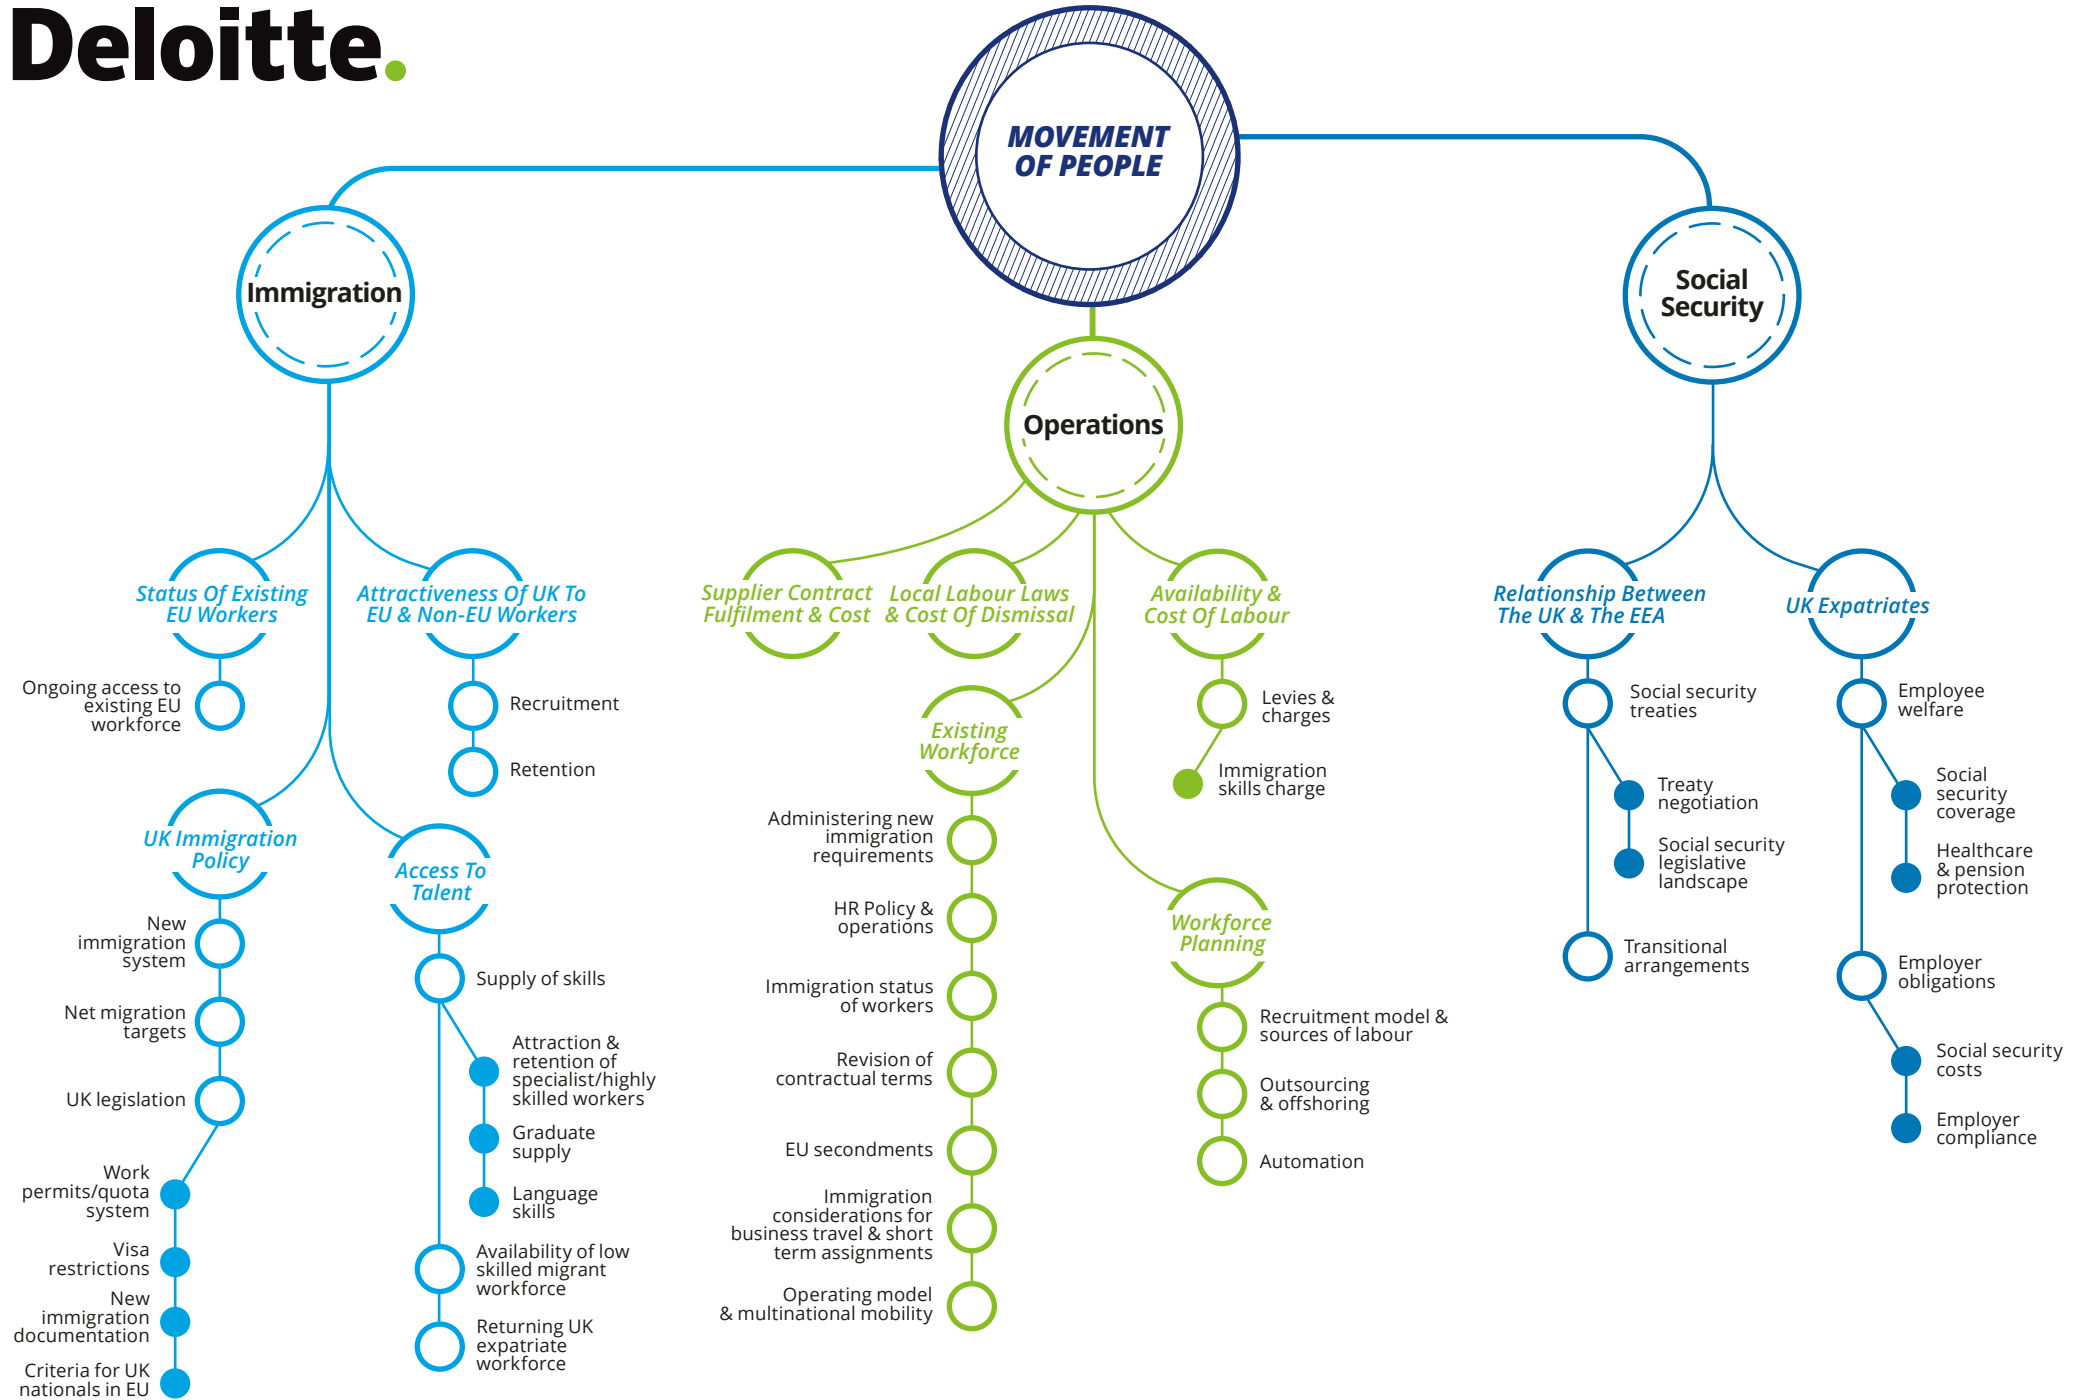 Deloitte.
MOVEMENT
OF PEOPLE
Immigration
Status Of Existing
EU Workers
Ongoing access to
existing EU
workforce
Attractiveness Of UK To
EU & Non-EU Workers
Recruitment
Retention
UK Immigration
Policy
New
immigration
system
Net migration
targets
UK legislation
Work
permits/quota
system
Visa
restrictions
New
immigration
documentation
Criteria for UK
nationals in EU
Access To
Talent
Supply of skills
Attraction &
retention of
specialist/highly
skilled workers
Graduate
supply
Language
skills
Availability of low
skilled migrant
workforce
Returning UK
expatriate
workforce
Operations
Supplier Contract
Fulfilment & Cost
Local Labour Laws
& Cost Of Dismissal
Availability &
Cost Of Labour
Levies &
charges
Immigration
skills charge
Existing
Workforce
Administering new
immigration
requirements
HR Policy &
operations
Immigration status
of workers
Revision of
contractual terms
EU secondments
Immigration
considerations for
business travel & short
term assignments
Operating model
& multinational mobility
Workforce
Planning
Recruitment model &
sources of labour
Outsourcing
& offshoring
Automation
Social
Security
Relationship Between
The UK & The EEA
Social security
treaties
Treaty
negotiation
Social security
legislative
landscape
Transitional
arrangements
UK Expatriates
Employee
welfare
Social
security
coverage
Healthcare
& pension
protection
Employer
obligations
Social security
costs
Employer
compliance